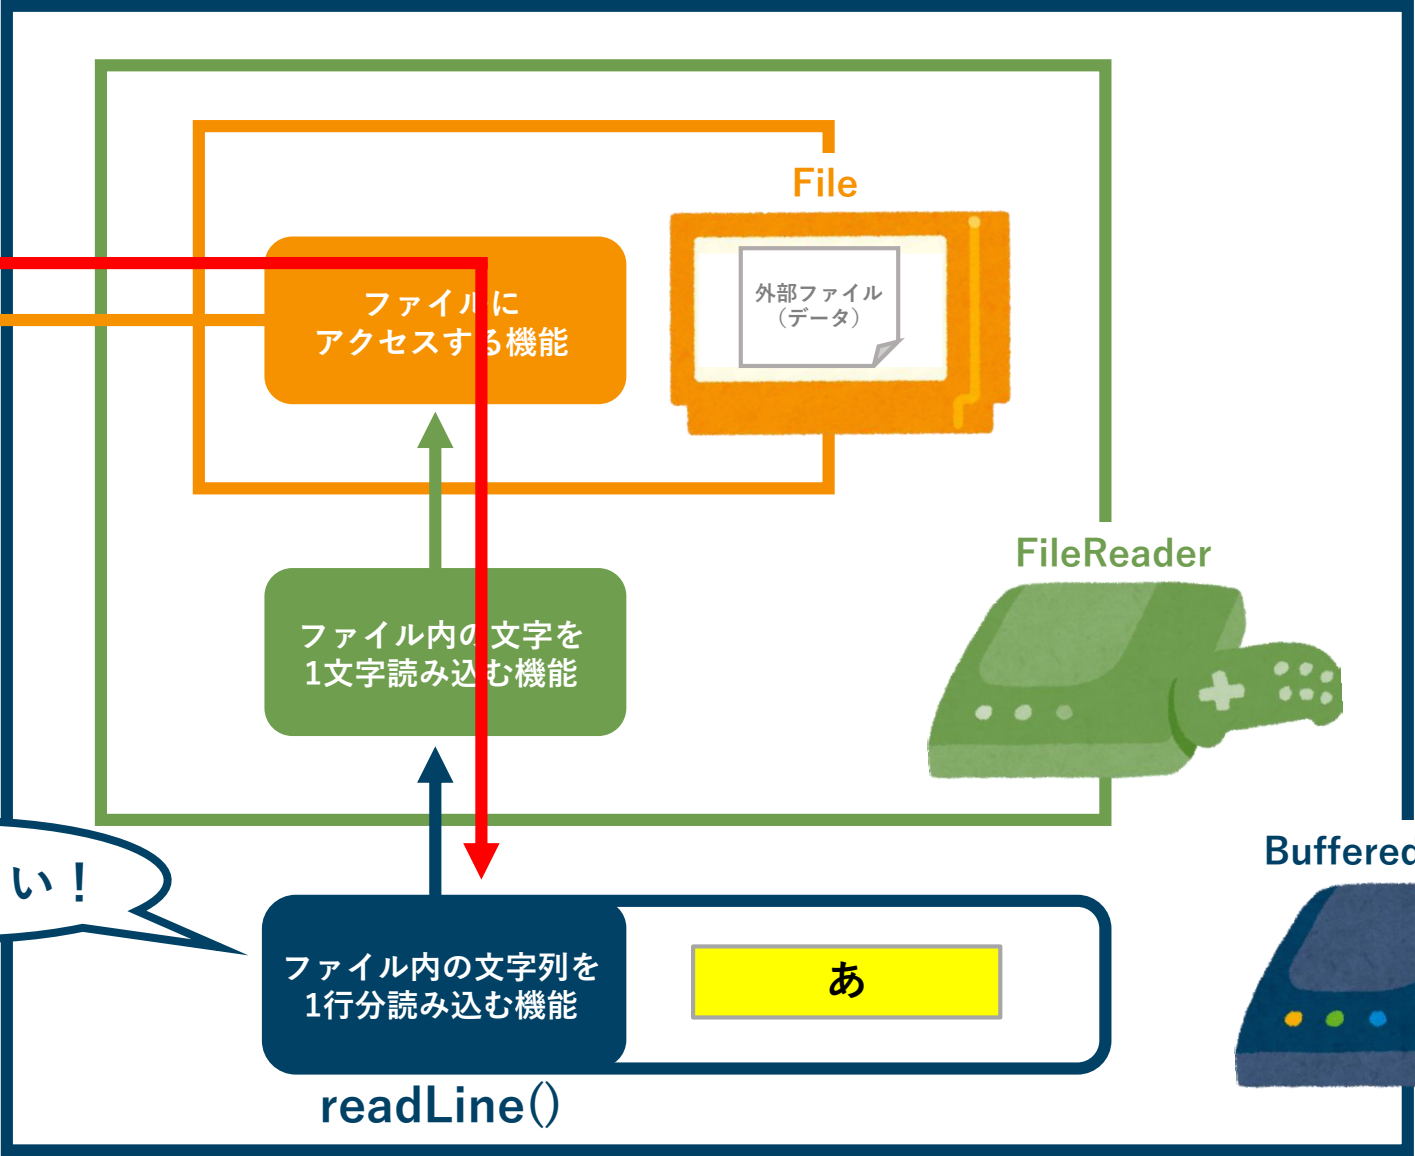 File
外部ファイル
（データ）
ファイルに
アクセスする機能
FileReader
ファイル内の文字を
1文字読み込む機能
Buffered
い！
ファイル内の文字列を
1行分読み込む機能
あ
readLine()